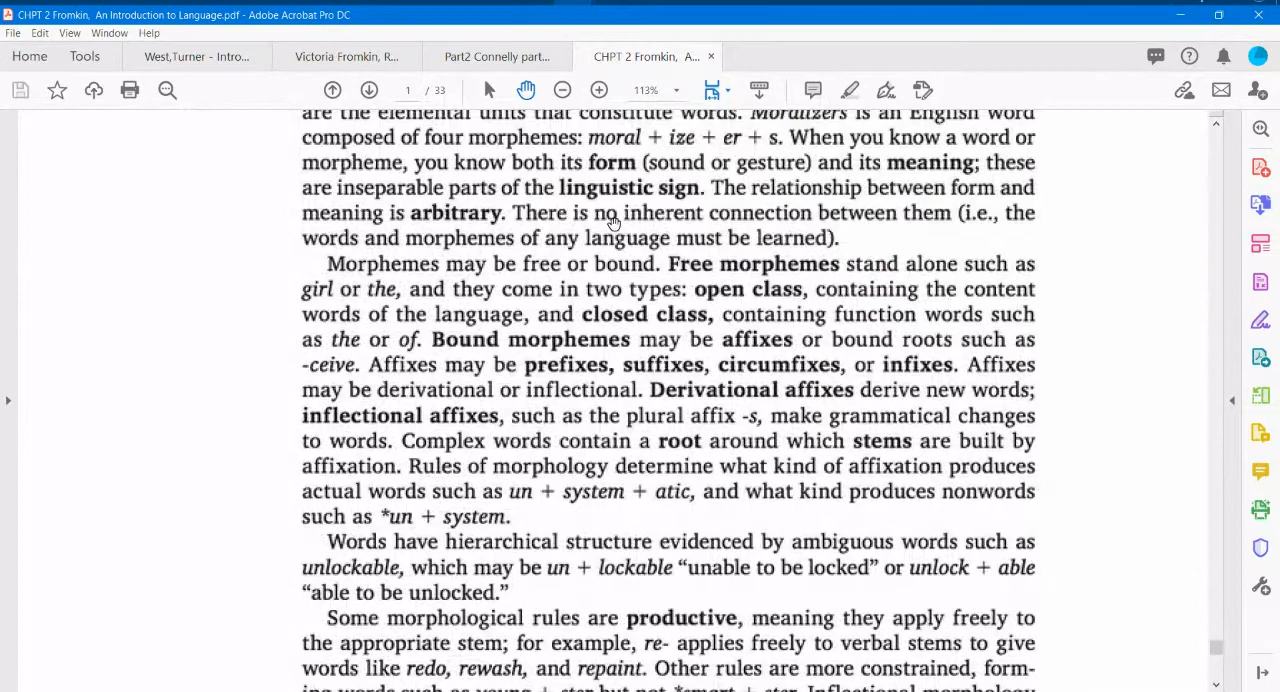 CHPT 2 Fromkin, An Introduction to Language.pdf - Adobe Acrobat Pro DC
File Edit View Window Help
Home Tools West,Turner - Intro... Victoria Fromkin, R... Part2 Connelly part... CHPT 2 Fromkin, A... ×
1 / 33 113%
are the elemental units that constitute words. Moralizers is an English word
composed of four morphemes: moral + ize + er + s. When you know a word or
morpheme, you know both its form (sound or gesture) and its meaning; these
are inseparable parts of the linguistic sign. The relationship between form and
meaning is arbitrary. There is no inherent connection between them (i.e., the
words and morphemes of any language must be learned).
Morphemes may be free or bound. Free morphemes stand alone such as
girl or the, and they come in two types: open class, containing the content
words of the language, and closed class, containing function words such
as the or of. Bound morphemes may be affixes or bound roots such as
-ceive. Affixes may be prefixes, suffixes, circumfixes, or infixes. Affixes
may be derivational or inflectional. Derivational affixes derive new words;
inflectional affixes, such as the plural affix -s, make grammatical changes
to words. Complex words contain a root around which stems are built by
affixation. Rules of morphology determine what kind of affixation produces
actual words such as un + system + atic, and what kind produces nonwords
such as *un + system.
Words have hierarchical structure evidenced by ambiguous words such as
unlockable, which may be un + lockable “unable to be locked” or unlock + able
“able to be unlocked.”
Some morphological rules are productive, meaning they apply freely to
the appropriate stem; for example, re- applies freely to verbal stems to give
words like redo, rewash, and repaint. Other rules are more constrained, form-
ing words such as young + ster but not *smart + ster. Inflectional morphology